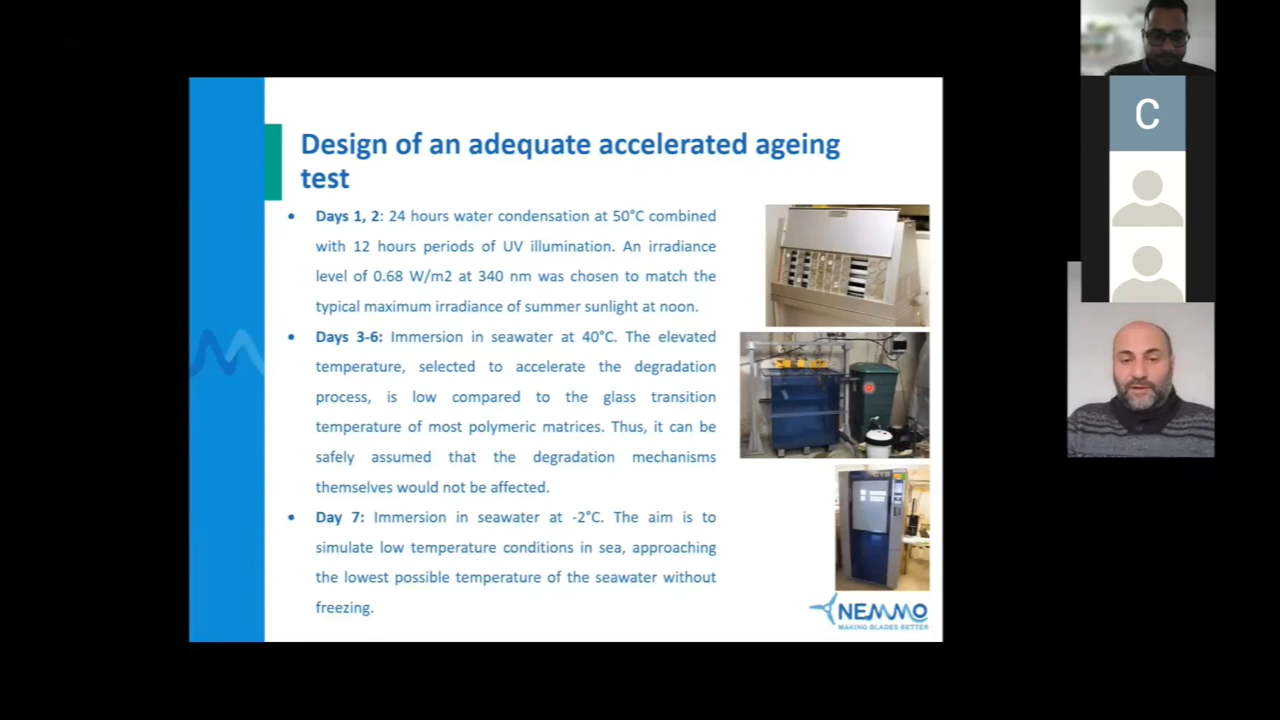 Design of an adequate accelerated ageing
test
• Days 1, 2: 24 hours water condensation at 50°C combined
with 12 hours periods of UV illumination. An irradiance
level of 0.68 W/m2 at 340 nm was chosen to match the
typical maximum irradiance of summer sunlight at noon.
• Days 3-6: Immersion in seawater at 40°C. The elevated
temperature, selected to accelerate the degradation
process, is low compared to the glass transition
temperature of most polymeric matrices. Thus, it can be
safely assumed that the degradation mechanisms
themselves would not be affected.
• Day 7: Immersion in seawater at -2°C. The aim is to
simulate low temperature conditions in sea, approaching
the lowest possible temperature of the seawater without
freezing.
NEMMO
MAKING BLADES BETTER
C